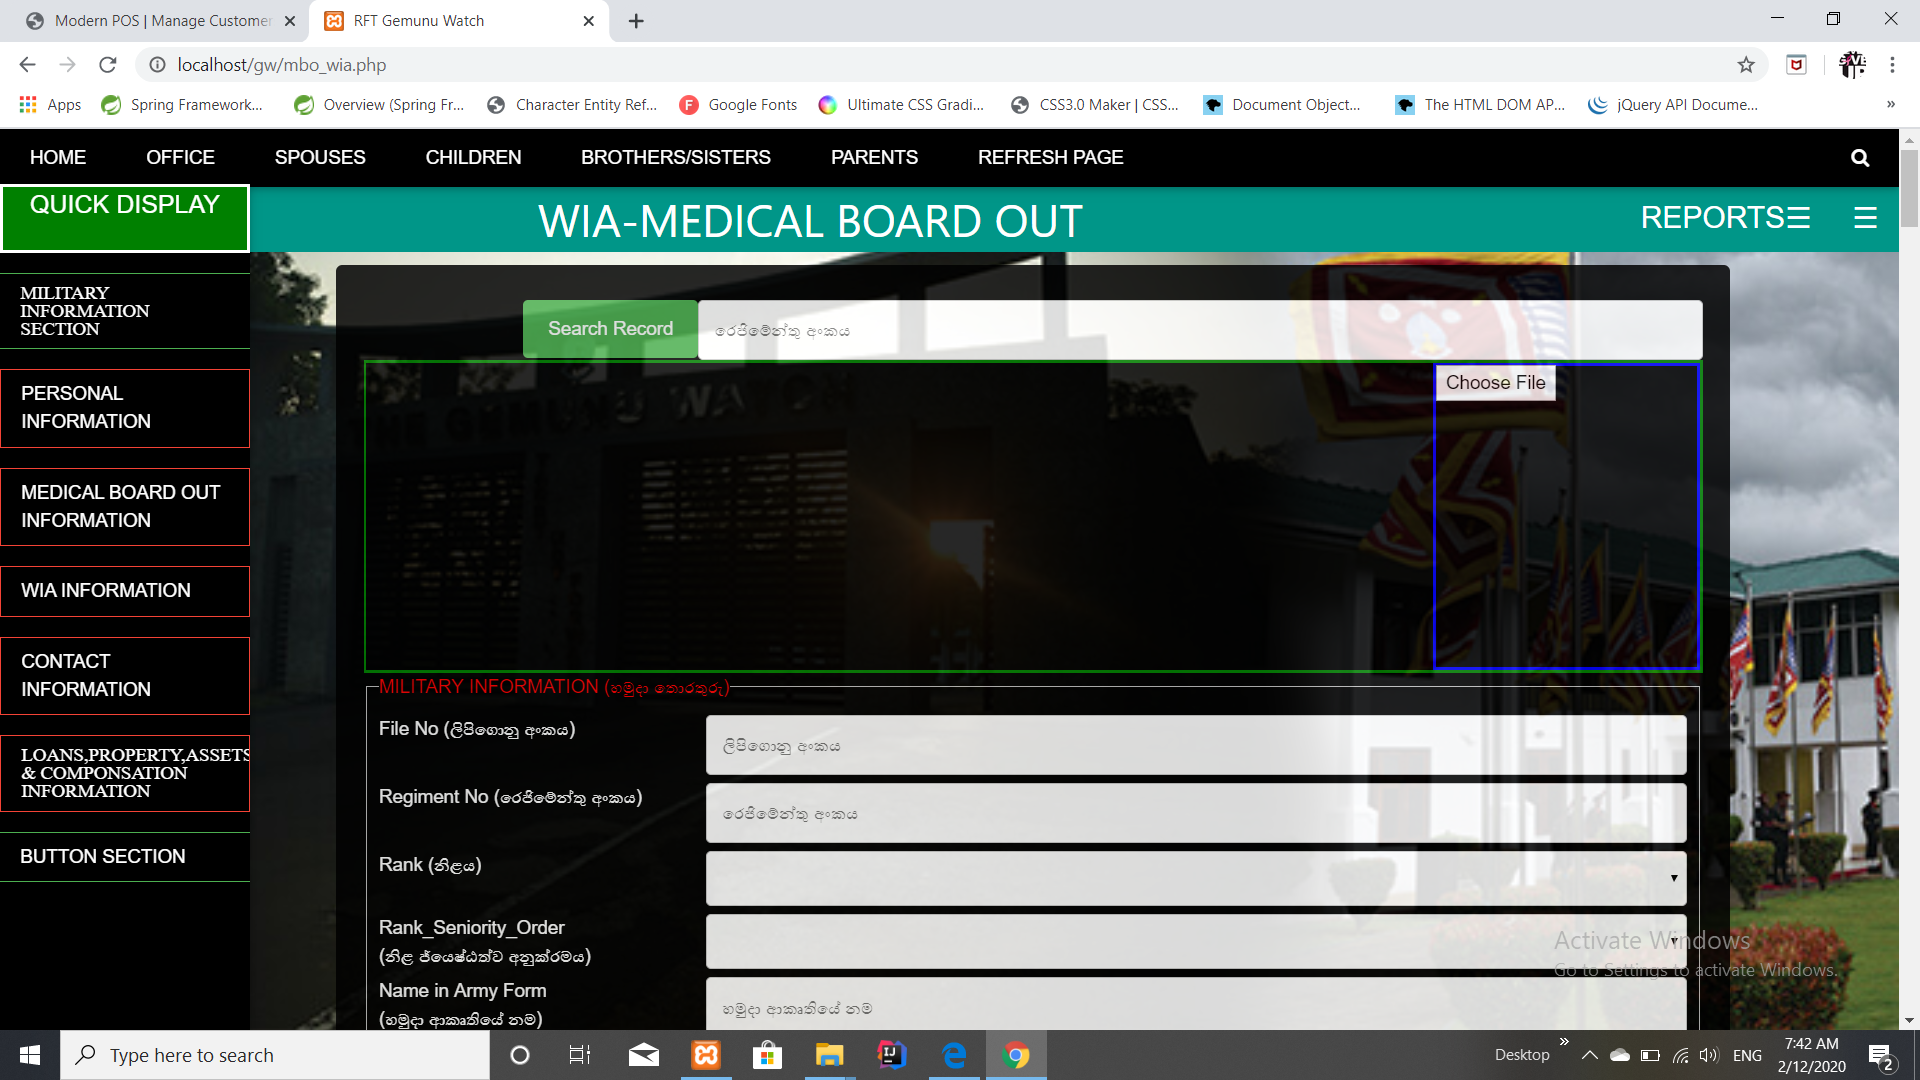 Modern POS | Manage Customer
RFT Gemunu Watch
localhost/gw/mbo_wia.php
Apps
Spring Framework...
Overview (Spring Fr...
Character Entity Ref...
Google Fonts
Ultimate CSS Gradi...
CSS3.0 Maker | CSS...
Document Object...
The HTML DOM AP...
jQuery API Docume...
»
HOME
OFFICE
SPOUSES
CHILDREN
BROTHERS/SISTERS
PARENTS
REFRESH PAGE
QUICK DISPLAY
WIA-MEDICAL BOARD OUT
REPORTS☰
☰
MILITARY
INFORMATION
SECTION
PERSONAL
INFORMATION
MEDICAL BOARD OUT
INFORMATION
WIA INFORMATION
CONTACT
INFORMATION
LOANS,PROPERTY,ASSETS
& COMPONSATION
INFORMATION
BUTTON SECTION
Search Record
රෙජිමේන්තු අංකය
Choose File
THE GEMUNU WA
MILITARY INFORMATION (හමුදා තොරතුරු)
File No (ලිපිගොනු අංකය)
ලිපිගොනු අංකය
Regiment No (රෙජිමේන්තු අංකය)
රෙජිමේන්තු අංකය
Rank (නිළය)
Rank_Seniority_Order
(නිළ ජ්යෙෂ්ඨත්ව අනුක්රමය)
Name in Army Form
(හමුදා ආකෘතියේ නම)
හමුදා ආකෘතියේ නම
Activate Windows
Go to Settings to activate Windows.
Type here to search
Desktop
»
ENG
7:42 AM
2/12/2020
2